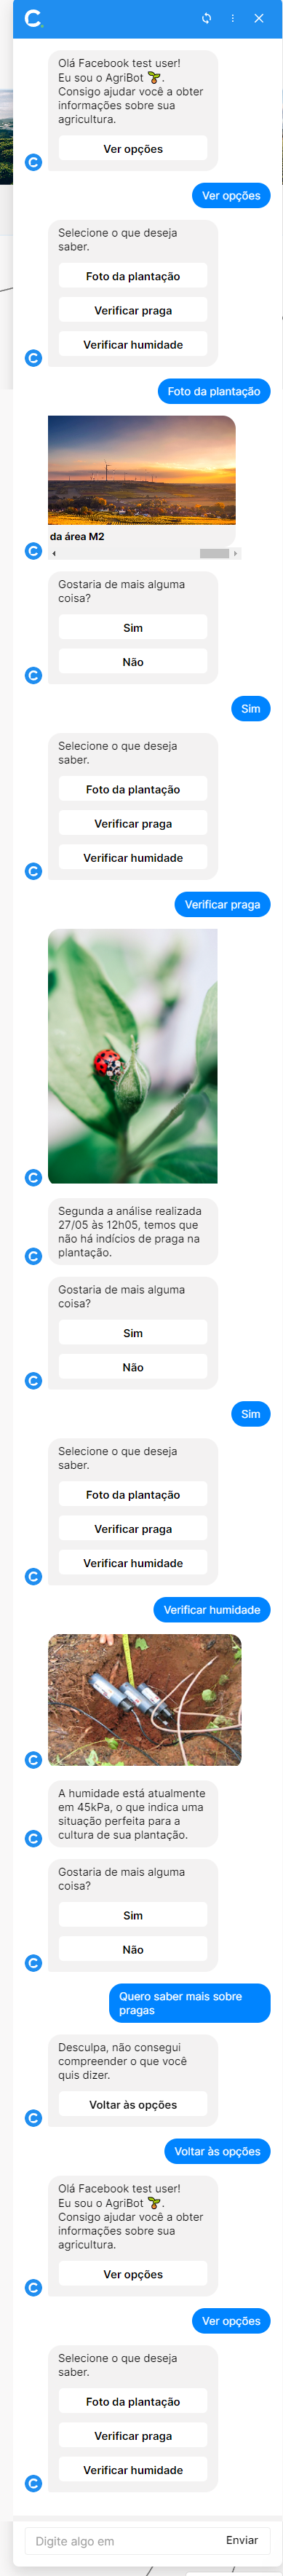 Olá Facebook test user!
Eu sou o AgriBot 🌱.
Consigo ajudar você a obter
informações sobre sua
agricultura.
Ver opções
Ver opções
Selecione o que deseja
saber.
Foto da plantação
Verificar praga
Verificar humidade
Foto da plantação
da área M2
Gostaria de mais alguma
coisa?
Sim
Não
Sim
Selecione o que deseja
saber.
Foto da plantação
Verificar praga
Verificar humidade
Verificar praga
Segunda a análise realizada
27/05 às 12h05, temos que
não há indícios de praga na
plantação.
Gostaria de mais alguma
coisa?
Sim
Não
Sim
Selecione o que deseja
saber.
Foto da plantação
Verificar praga
Verificar humidade
Verificar humidade
A humidade está atualmente
em 45kPa, o que indica uma
situação perfeita para a
cultura de sua plantação.
Gostaria de mais alguma
coisa?
Sim
Não
Quero saber mais sobre
pragas
Desculpa, não consegui
compreender o que você
quis dizer.
Voltar às opções
Voltar às opções
Olá Facebook test user!
Eu sou o AgriBot 🌱.
Consigo ajudar você a obter
informações sobre sua
agricultura.
Ver opções
Ver opções
Selecione o que deseja
saber.
Foto da plantação
Verificar praga
Verificar humidade
Digite algo em
Enviar